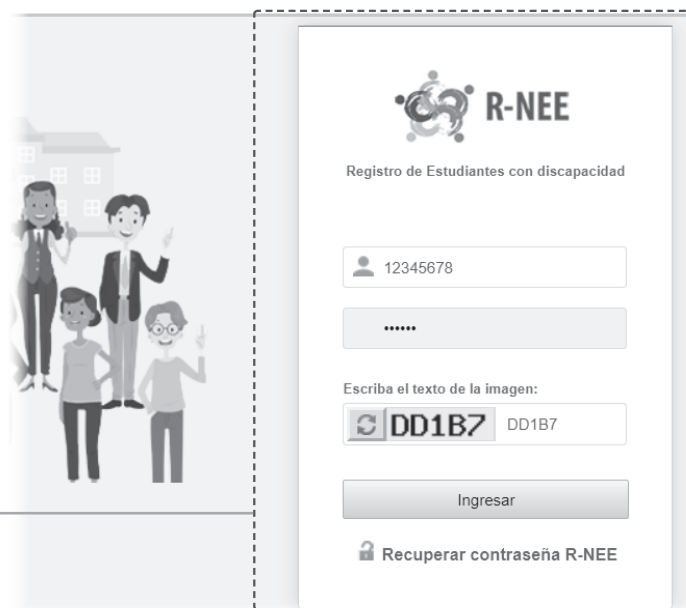 R-NEE
Registro de Estudiantes con discapacidad
12345678
••••••
Escriba el texto de la imagen:
DD1B7 DD1B7
Ingresar
Recuperar contraseña R-NEE